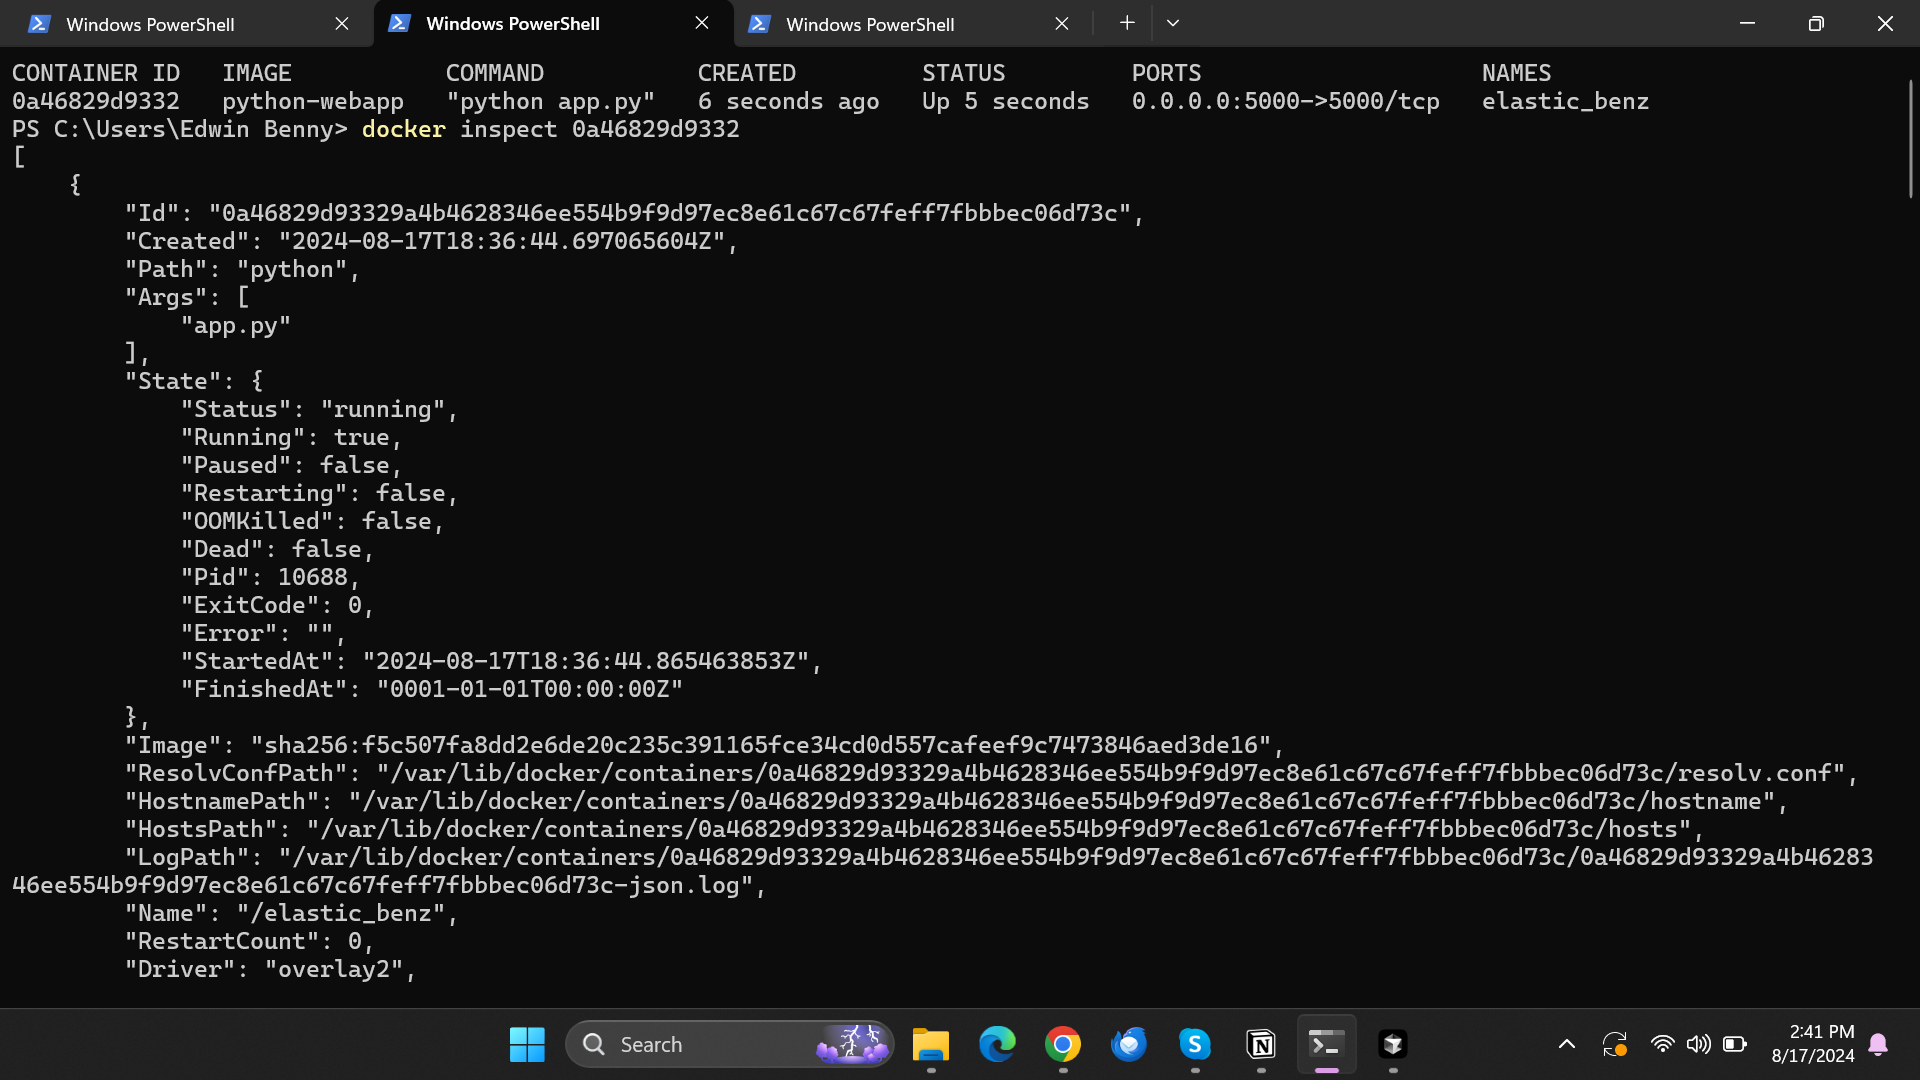 Windows PowerShell Windows PowerShell Windows PowerShell
CONTAINER ID   IMAGE           COMMAND           CREATED         STATUS         PORTS                    NAMES
0a46829d9332   python-webapp   "python app.py"   6 seconds ago   Up 5 seconds   0.0.0.0:5000->5000/tcp   elastic_benz
PS C:\Users\Edwin Benny> docker inspect 0a46829d9332
[
    {
        "Id": "0a46829d93329a4b4628346ee554b9f9d97ec8e61c67c67feff7fbbbec06d73c",
        "Created": "2024-08-17T18:36:44.697065604Z",
        "Path": "python",
        "Args": [
            "app.py"
        ],
        "State": {
            "Status": "running",
            "Running": true,
            "Paused": false,
            "Restarting": false,
            "OOMKilled": false,
            "Dead": false,
            "Pid": 10688,
            "ExitCode": 0,
            "Error": "",
            "StartedAt": "2024-08-17T18:36:44.865463853Z",
            "FinishedAt": "0001-01-01T00:00:00Z"
        },
        "Image": "sha256:f5c507fa8dd2e6de20c235c391165fce34cd0d557cafeef9c7473846aed3de16",
        "ResolvConfPath": "/var/lib/docker/containers/0a46829d93329a4b4628346ee554b9f9d97ec8e61c67c67feff7fbbbec06d73c/resolv.conf",
        "HostnamePath": "/var/lib/docker/containers/0a46829d93329a4b4628346ee554b9f9d97ec8e61c67c67feff7fbbbec06d73c/hostname",
        "HostsPath": "/var/lib/docker/containers/0a46829d93329a4b4628346ee554b9f9d97ec8e61c67c67feff7fbbbec06d73c/hosts",
        "LogPath": "/var/lib/docker/containers/0a46829d93329a4b4628346ee554b9f9d97ec8e61c67c67feff7fbbbec06d73c/0a46829d93329a4b46283
46ee554b9f9d97ec8e61c67c67feff7fbbbec06d73c-json.log",
        "Name": "/elastic_benz",
        "RestartCount": 0,
        "Driver": "overlay2",
Search
2:41 PM
8/17/2024